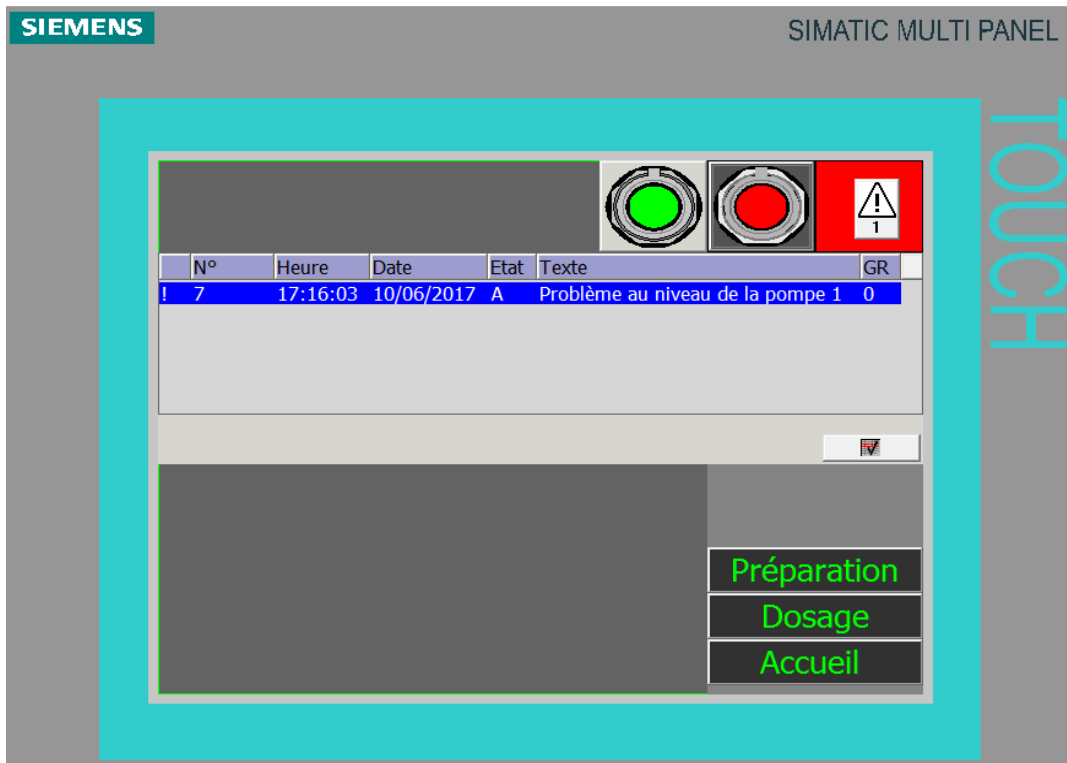 SIEMENS
SIMATIC MULTI PANEL
TOUCH
1
N° Heure Date Etat Texte GR
! 7 17:16:03 10/06/2017 A Problème au niveau de la pompe 1 0
Préparation
Dosage
Accueil